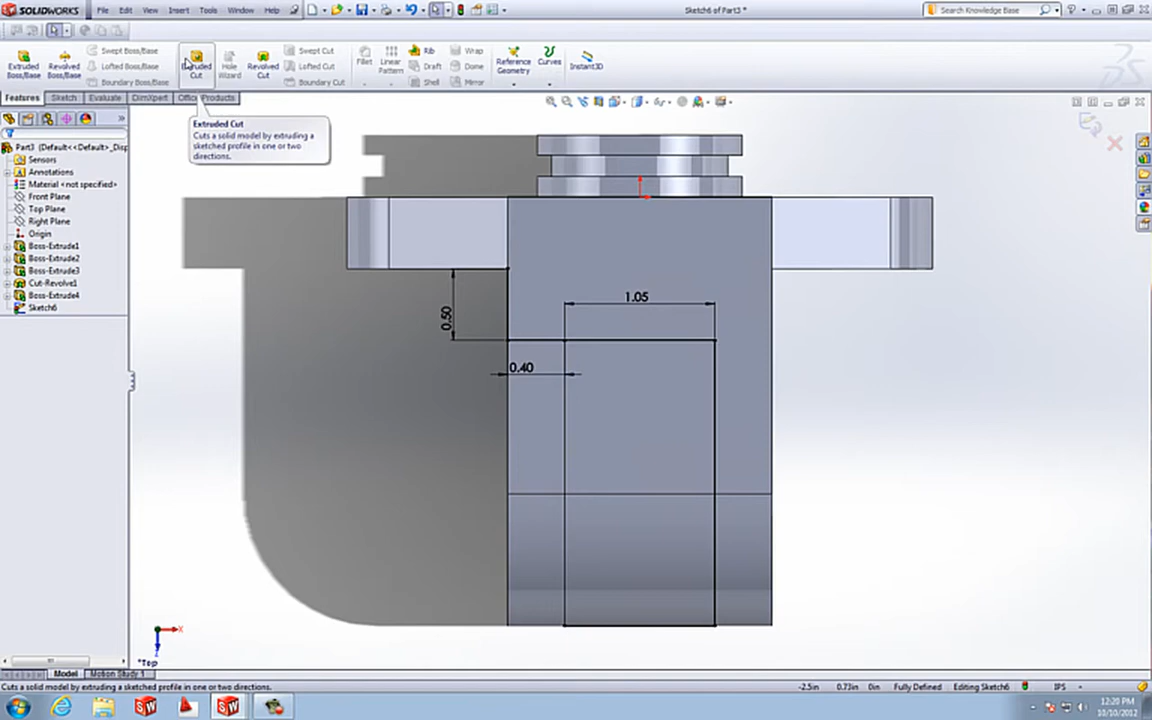 SOLIDWORKS File Edit View Insert Tools Window Help Sketch6 of Part3 * Search Knowledge Base
Extruded Boss/Base
Revolved Boss/Base
Swept Boss/Base
Lofted Boss/Base
Boundary Boss/Base
Extruded Cut
Hole Wizard
Revolved Cut
Swept Cut
Lofted Cut
Boundary Cut
Fillet
Linear Pattern
Rib
Draft
Shell
Wrap
Dome
Mirror
Reference Geometry
Curves
Instant3D
Features Sketch Evaluate DimXpert Office Products
Extruded Cut
Cuts a solid model by extruding a
sketched profile in one or two
directions.
Part3 (Default<<Default>_Disp
Sensors
Annotations
Material <not specified>
Front Plane
Top Plane
Right Plane
Origin
Boss-Extrude1
Boss-Extrude2
Boss-Extrude3
Cut-Revolve1
Boss-Extrude4
Sketch6
1.05
0.50
0.40
X
*Top
Model Motion Study 1
Cuts a solid model by extruding a sketched profile in one or two directions. -2.5in 0.73in 0in Fully Defined Editing Sketch6 IPS
12:20 PM
10/10/2012